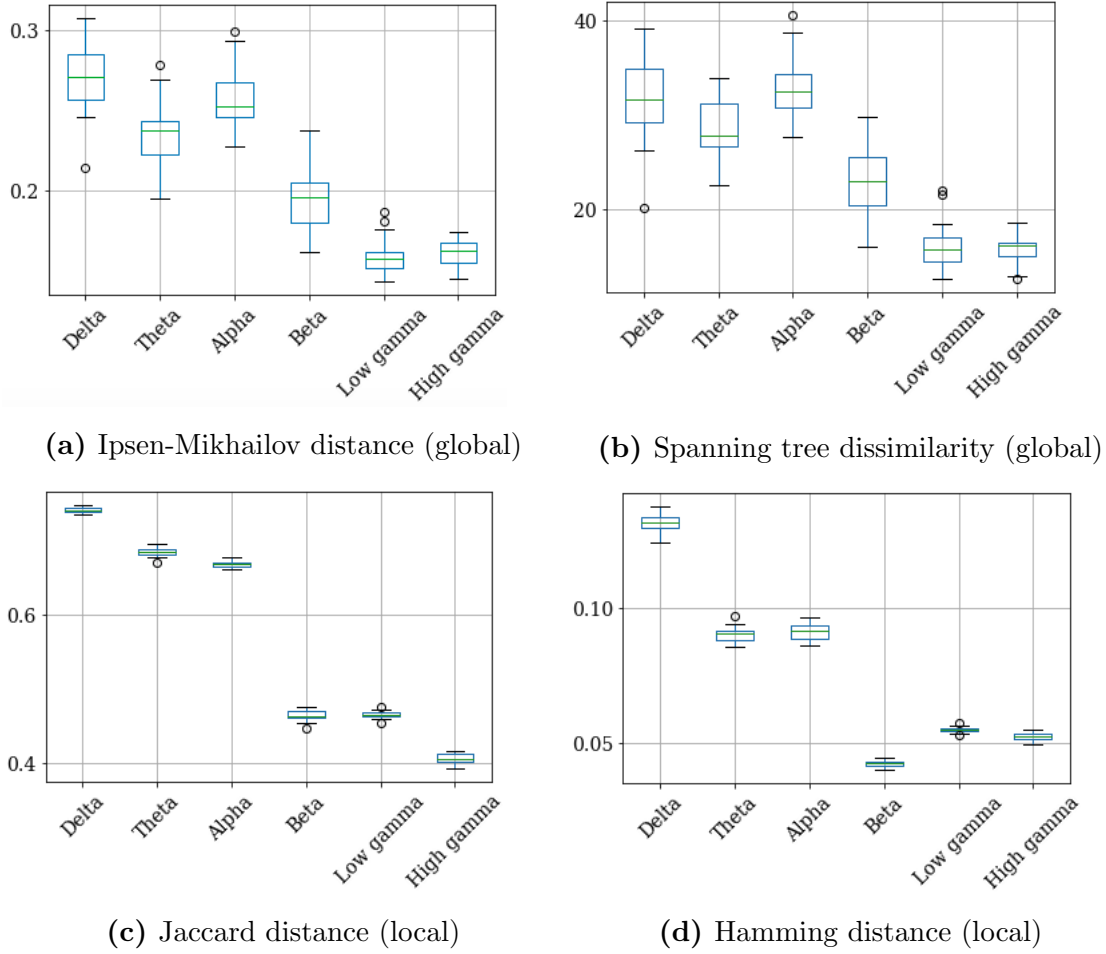 0.3
0.2
Delta
Theta
Alpha
Beta
Low gamma
High gamma
(a) Ipsen-Mikhailov distance (global)
40
20
Delta
Theta
Alpha
Beta
Low gamma
High gamma
(b) Spanning tree dissimilarity (global)
0.6
0.4
Delta
Theta
Alpha
Beta
Low gamma
High gamma
(c) Jaccard distance (local)
0.10
0.05
Delta
Theta
Alpha
Beta
Low gamma
High gamma
(d) Hamming distance (local)